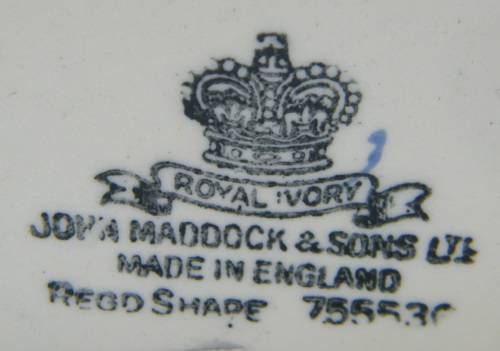 ROYAL IVORY
JOHN MADDOCK & SONS LTD
MADE IN ENGLAND
REGD SHAPE